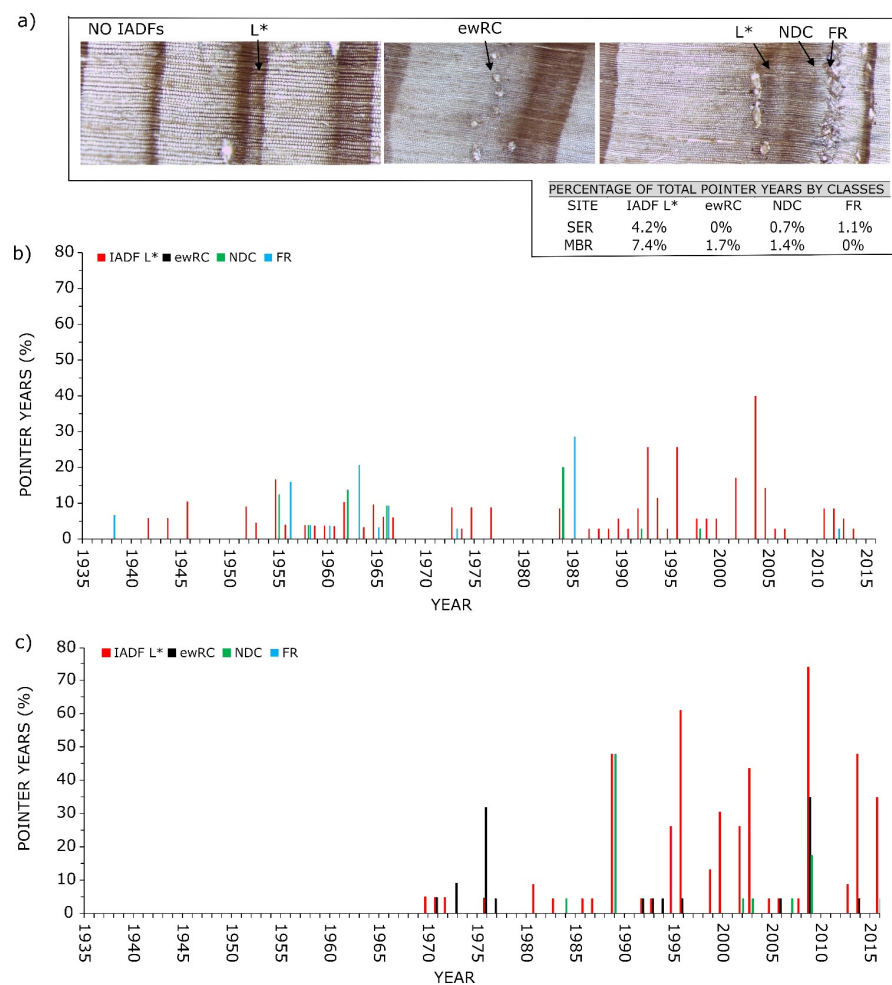 a)
NO IADFs L* ewRC L* NDC FR
PERCENTAGE OF TOTAL POINTER YEARS BY CLASSES
SITE IADF L* ewRC NDC FR
SER 4.2% 0% 0.7% 1.1%
MBR 7.4% 1.7% 1.4% 0%
b)
IADF L* ewRC NDC FR
POINTER YEARS (%)
80
70
60
50
40
30
20
10
0
1935 1940 1945 1950 1955 1960 1965 1970 1975 1980 1985 1990 1995 2000 2005 2010 2015
YEAR
c)
IADF L* ewRC NDC FR
POINTER YEARS (%)
80
70
60
50
40
30
20
10
0
1935 1940 1945 1950 1955 1960 1965 1970 1975 1980 1985 1990 1995 2000 2005 2010 2015
YEAR